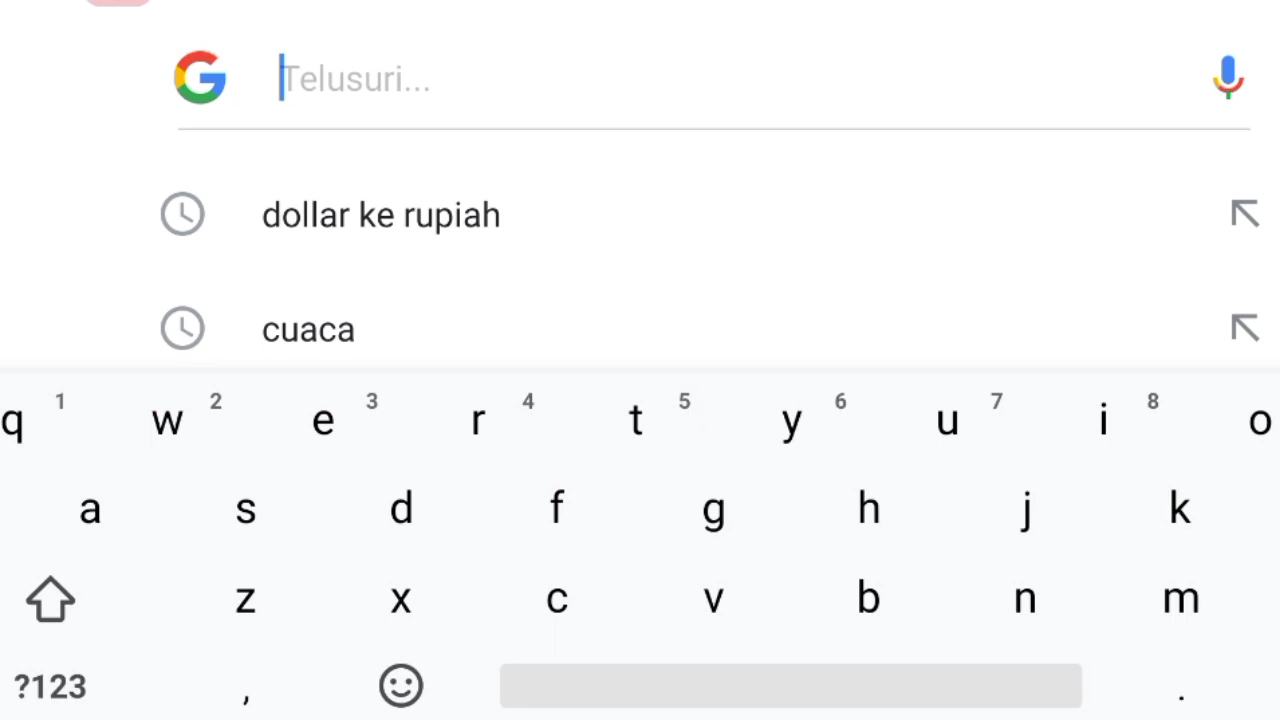 Telusuri...
dollar ke rupiah
cuaca
q 1 w 2 e 3 r 4 t 5 y 6 u 7 i 8 o
a s d f g h j k
z x c v b n m
?123 , .